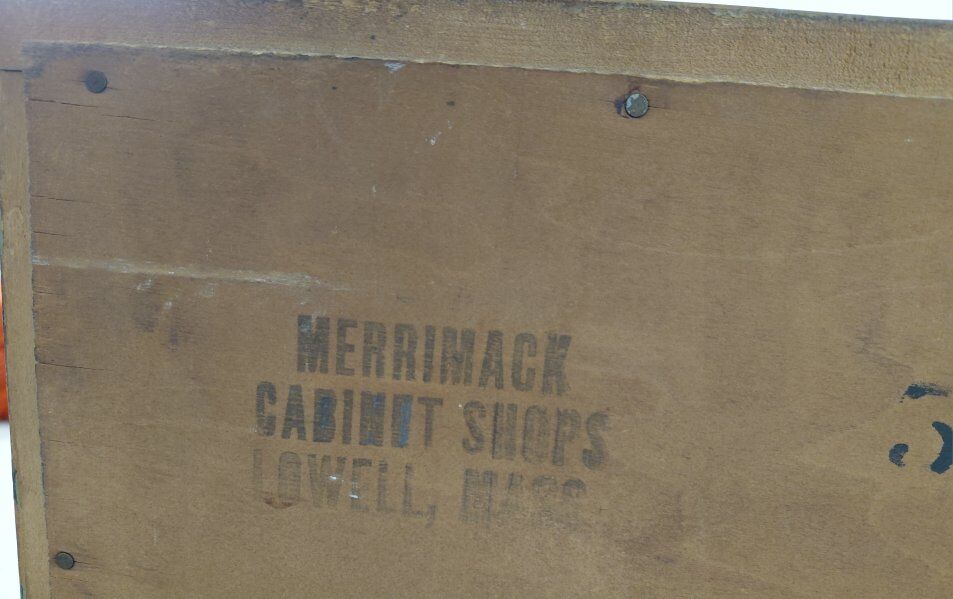 MERRIMACK
CABINET SHOPS
LOWELL, MASS.